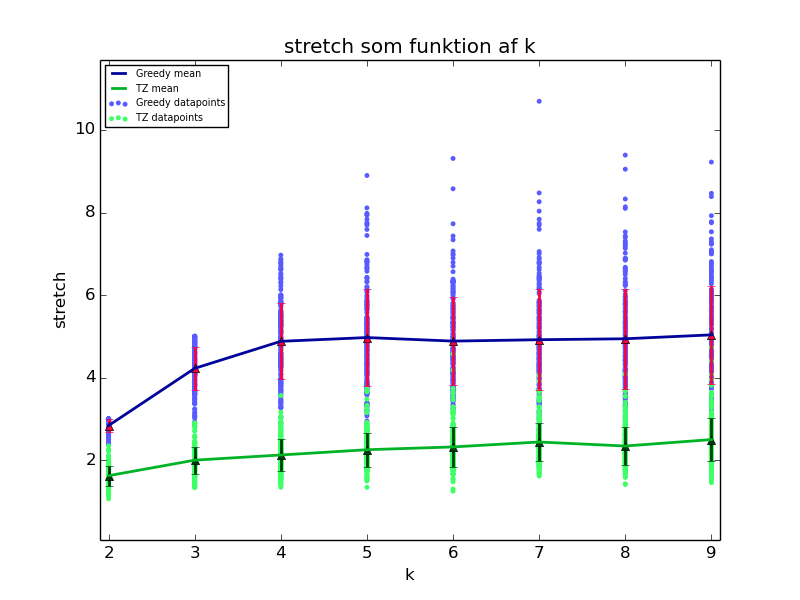 stretch som funktion af k
Greedy mean
TZ mean
Greedy datapoints
TZ datapoints
10
8
6
4
2
stretch
2 3 4 5 6 7 8 9
k